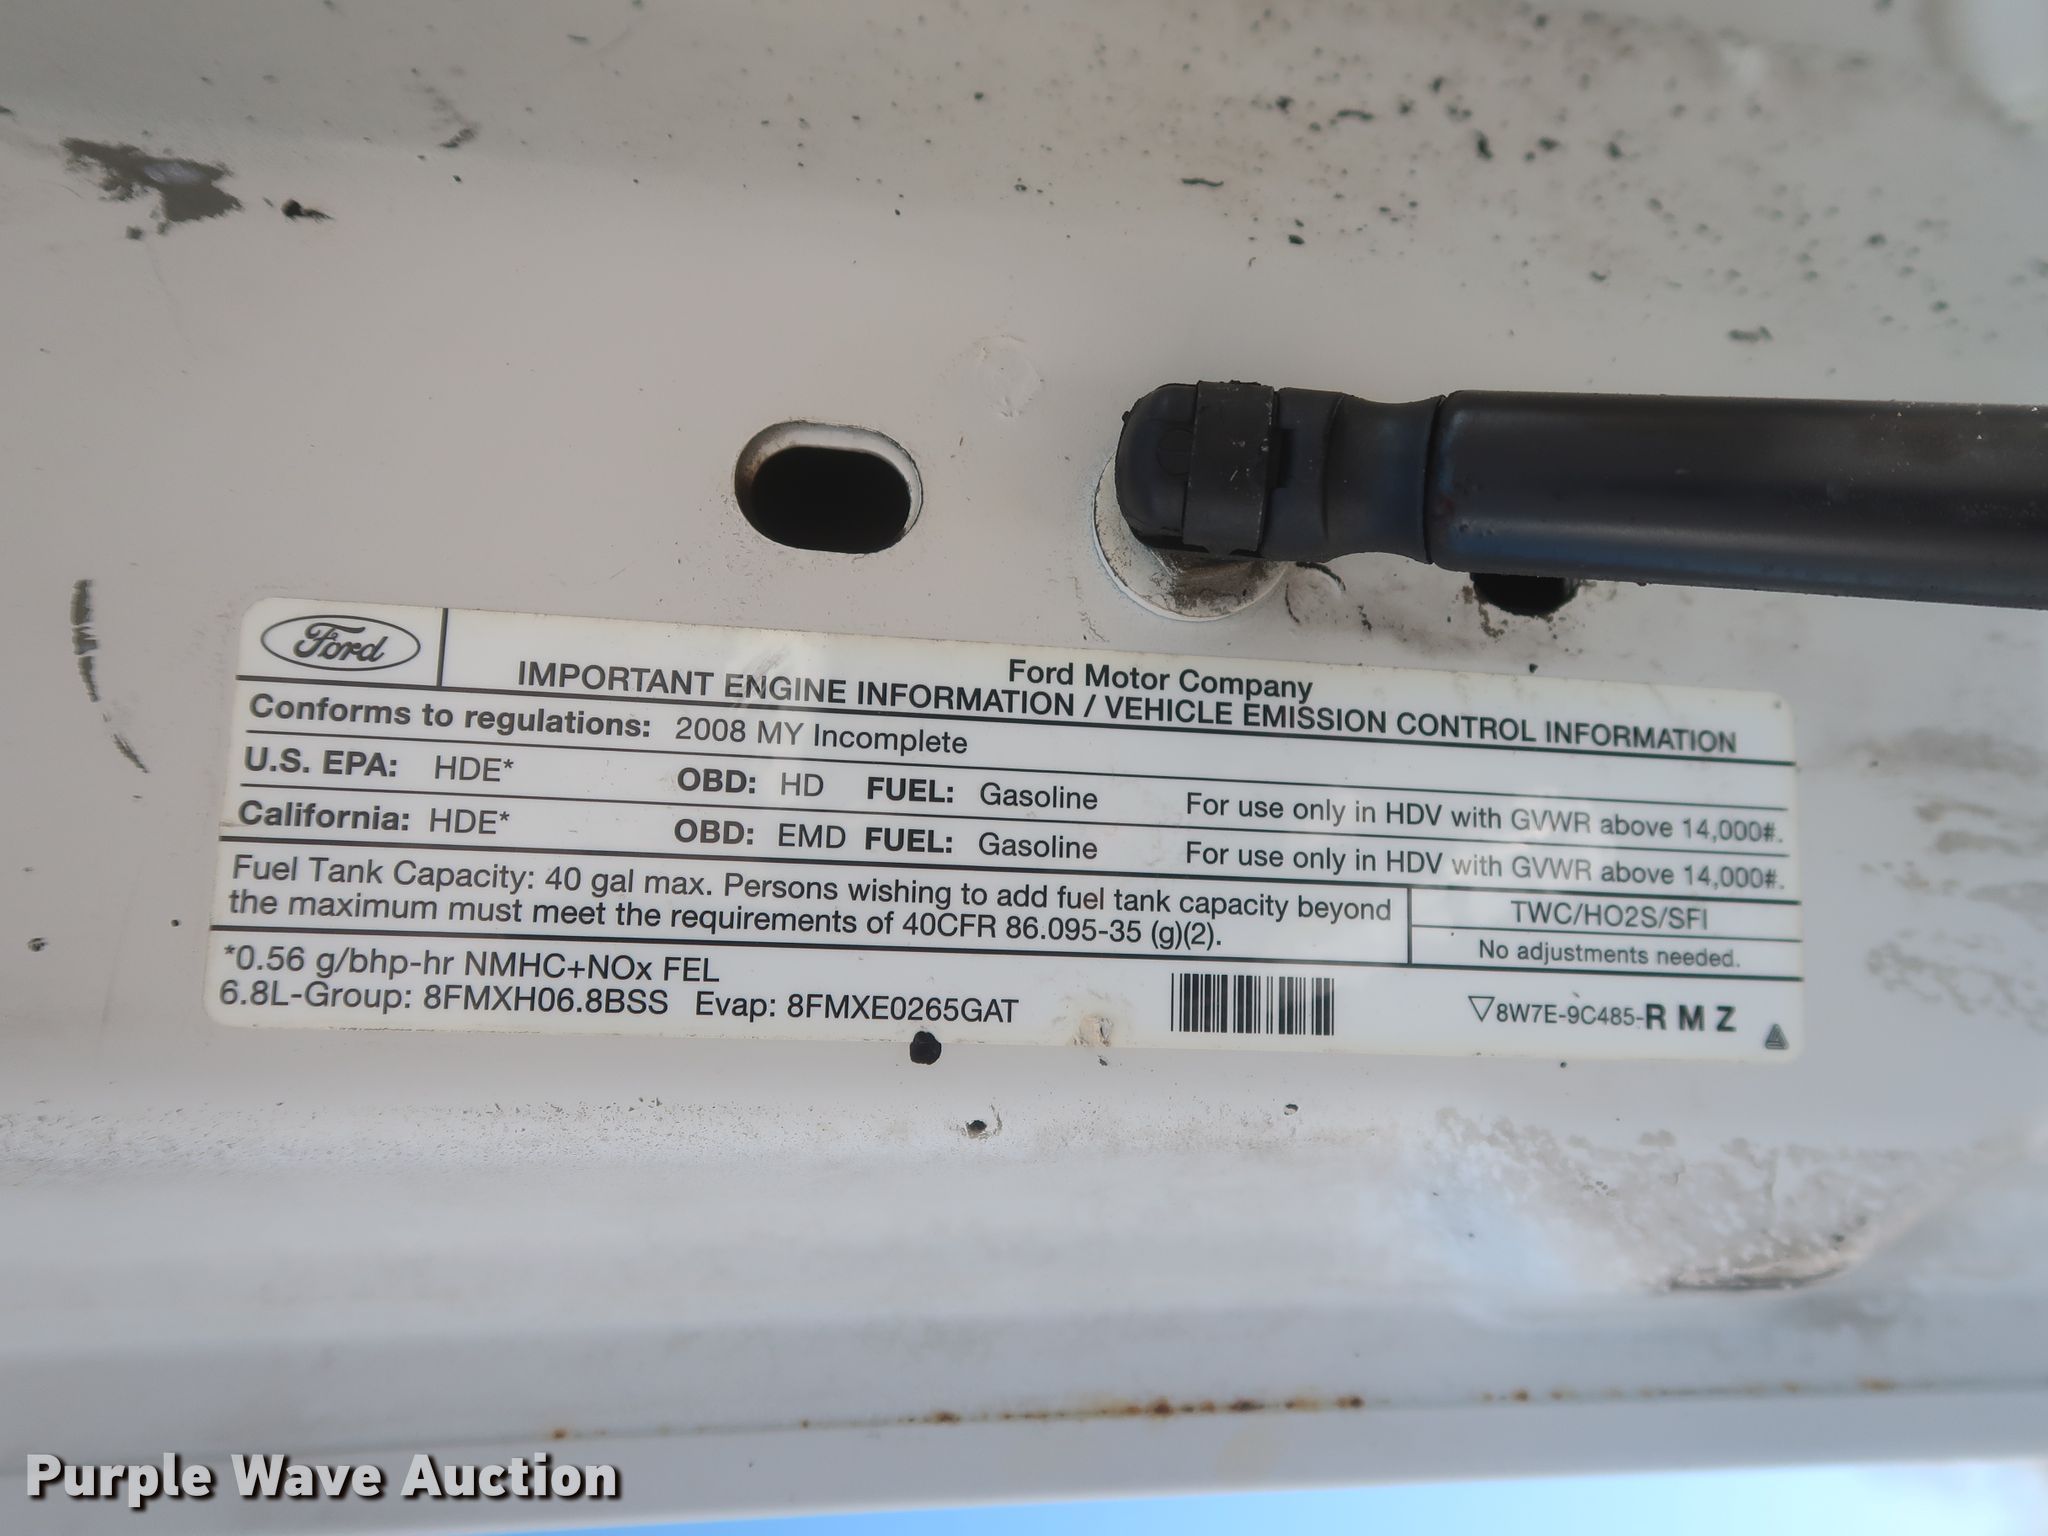 Ford
Ford Motor Company
IMPORTANT ENGINE INFORMATION / VEHICLE EMISSION CONTROL INFORMATION
Conforms to regulations: 2008 MY Incomplete
U.S. EPA: HDE* OBD: HD FUEL: Gasoline For use only in HDV with GVWR above 14,000#.
California: HDE* OBD: EMD FUEL: Gasoline For use only in HDV with GVWR above 14,000#.
Fuel Tank Capacity: 40 gal max. Persons wishing to add fuel tank capacity beyond
the maximum must meet the requirements of 40CFR 86.095-35 (g)(2).
TWC/HO2S/SFI
No adjustments needed.
*0.56 g/bhp-hr NMHC+NOx FEL
6.8L-Group: 8FMXH06.8BSS Evap: 8FMXE0265GAT
8W7E-9C485-R M Z
Purple Wave Auction